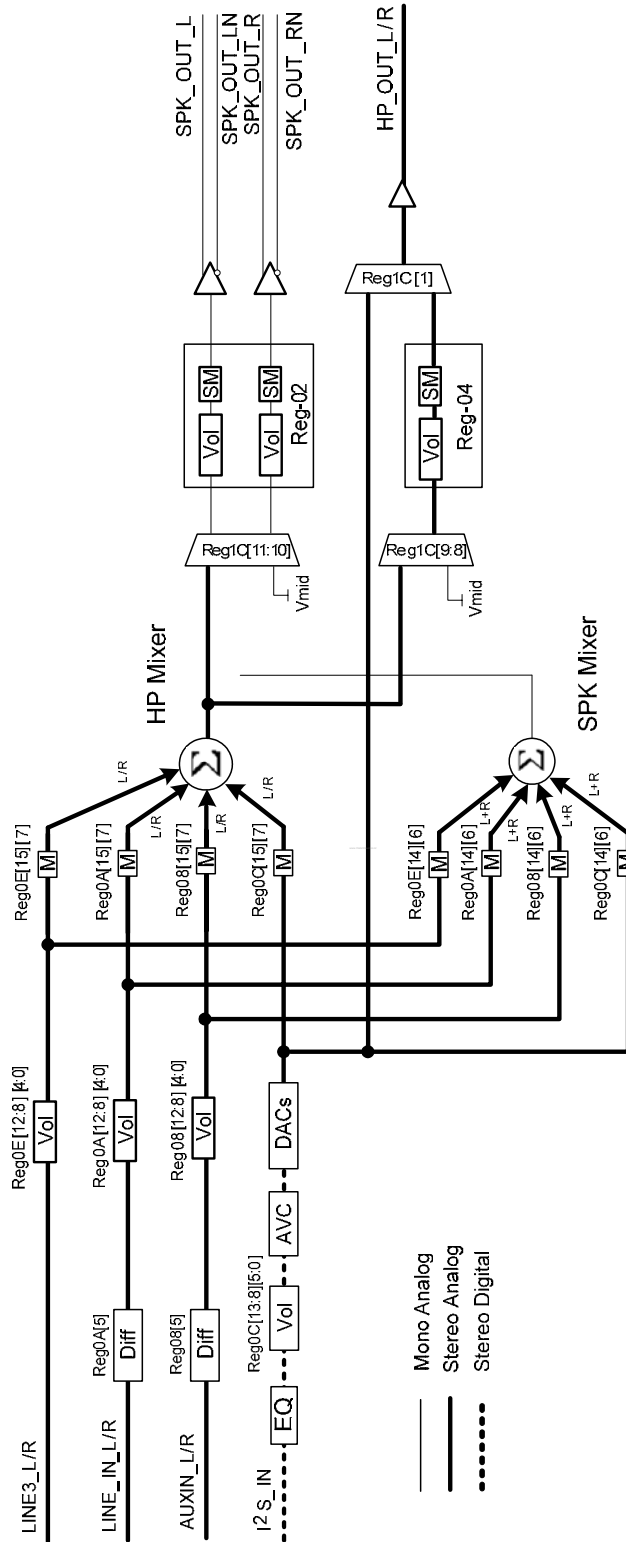 LINE3_L/R
Reg0E[12:8] [4:0]
Vol
Reg0E[15][7]
M
L/R
HP Mixer
LINE_IN_L/R
Reg0A[5]
Diff
Reg0A[12:8] [4:0]
Vol
Reg0A[15][7]
M
L/R
AUXIN_L/R
Reg08[5]
Diff
Reg08[12:8] [4:0]
Vol
Reg08[15][7]
M
L/R
I2 S_IN
EQ
Reg0C[13:8][5:0]
Vol
AVC
DACs
Reg0C[15][7]
M
L/R
Σ
Reg1C[11:10]
Vmid
Vol
SM
Vol
SM
Reg-02
SPK_OUT_L
SPK_OUT_LN
SPK_OUT_R
SPK_OUT_RN
Reg1C[9:8]
Vmid
Vol
SM
Reg-04
Reg1C[1]
HP_OUT_L/R
Reg0E[14][6]
M
L+R
Reg0A[14][6]
M
L+R
Reg08[14][6]
M
L+R
Reg0C[14][6]
M
L+R
Σ
SPK Mixer
Mono Analog
Stereo Analog
Stereo Digital